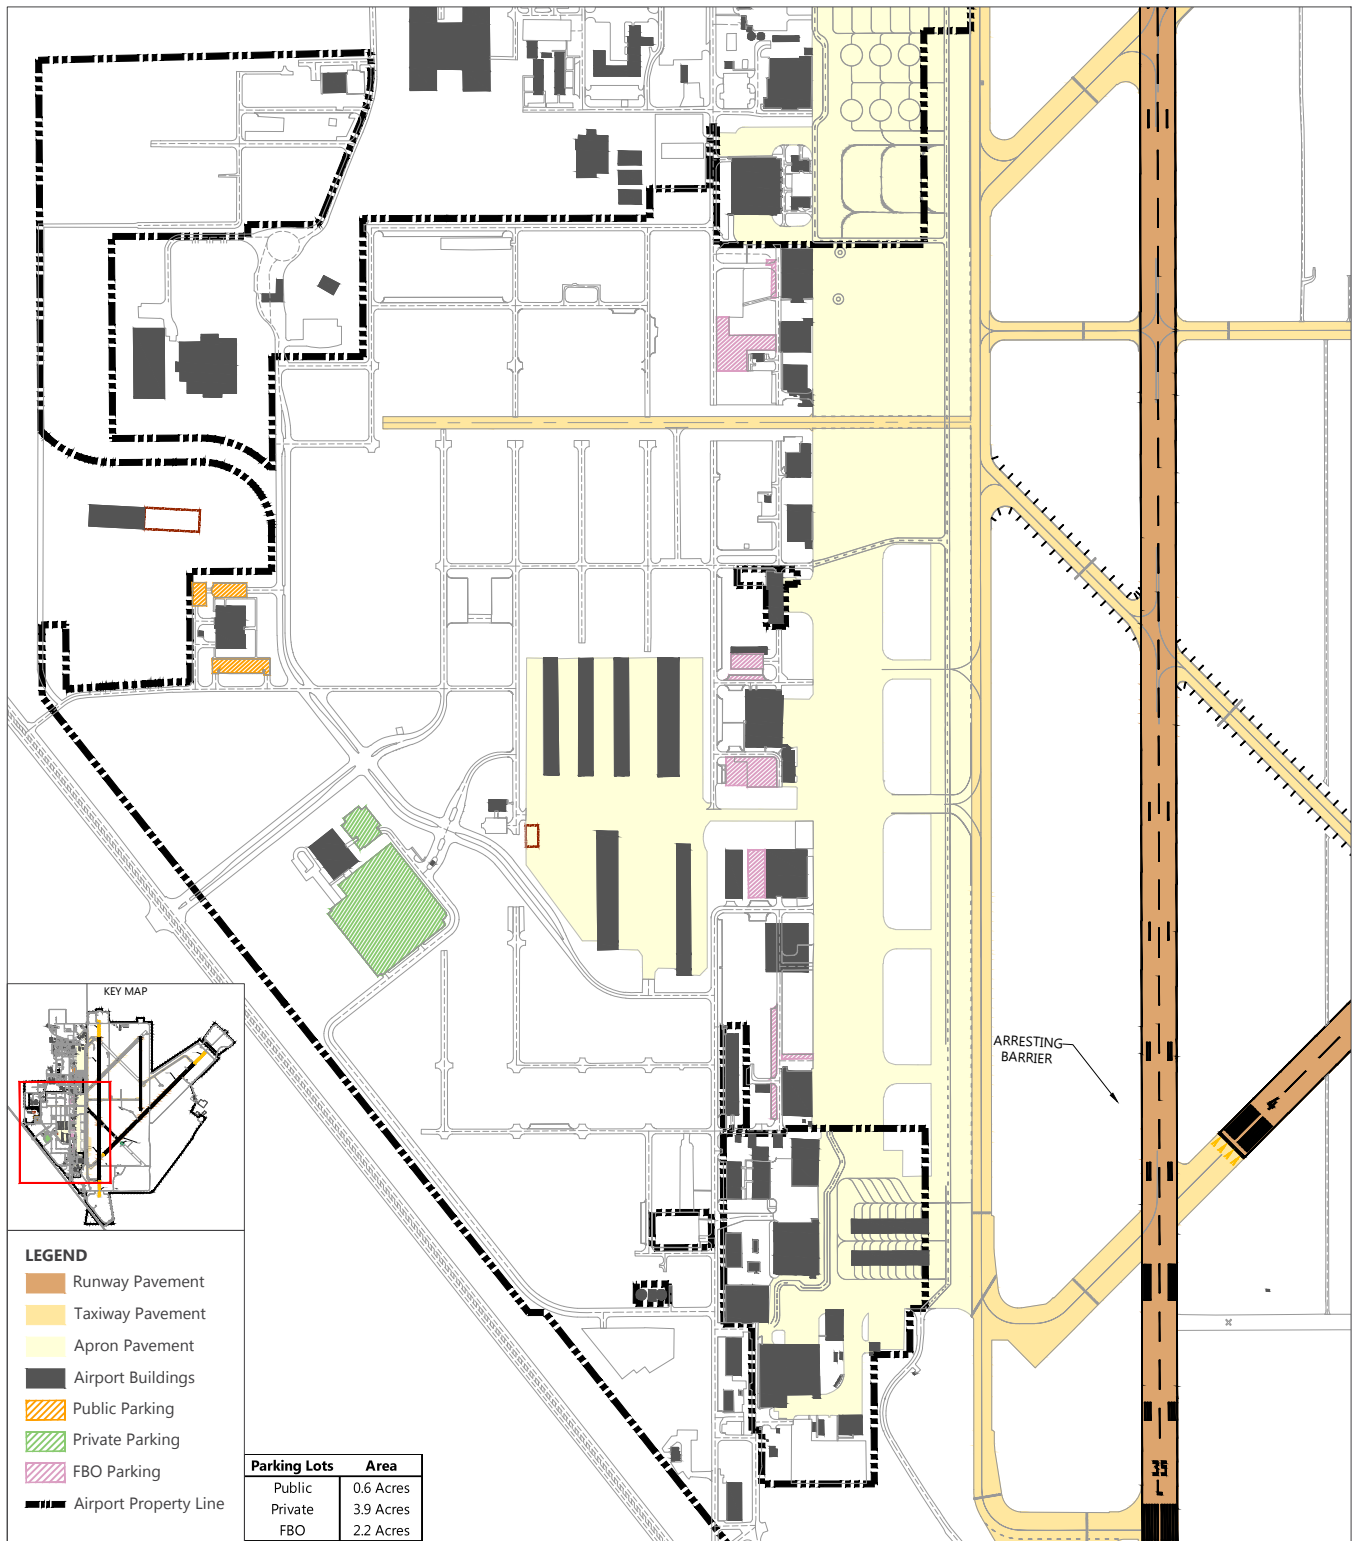 ARRESTING
BARRIER
4
35
L
KEY MAP
LEGEND
Runway Pavement
Taxiway Pavement
Apron Pavement
Airport Buildings
Public Parking
Private Parking
FBO Parking
Airport Property Line
Parking Lots Area
Public 0.6 Acres
Private 3.9 Acres
FBO 2.2 Acres